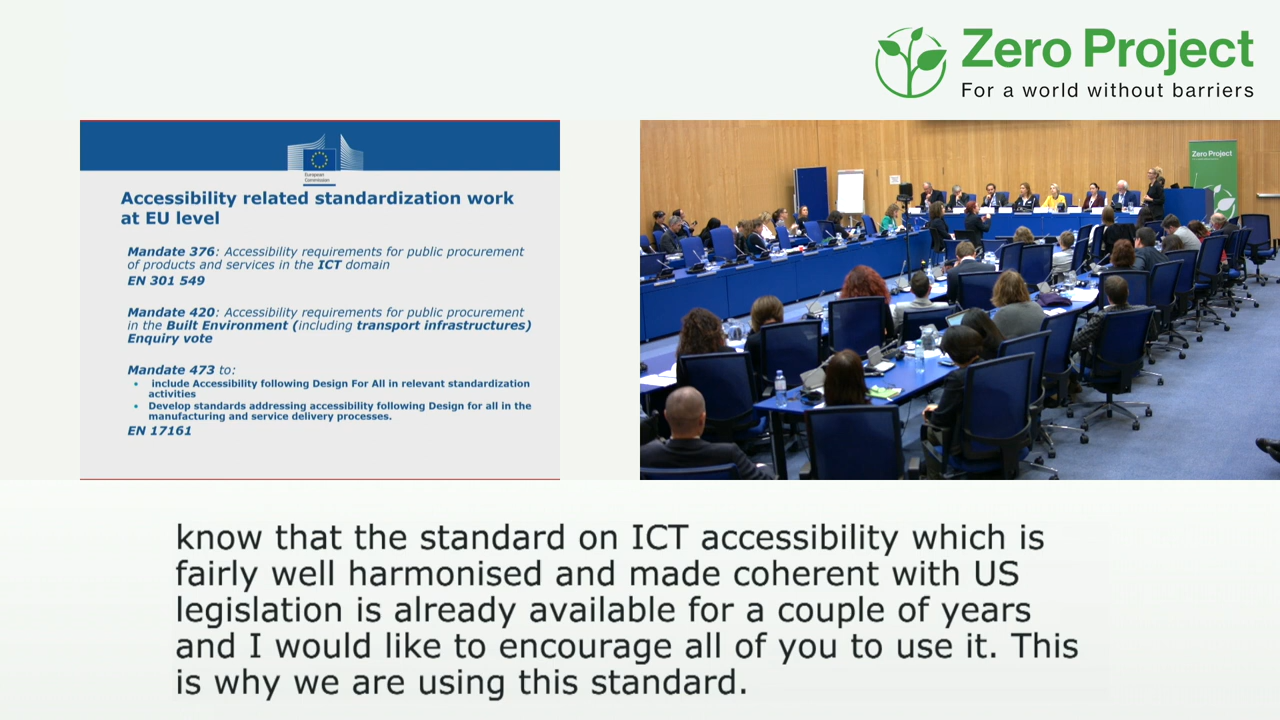 Zero Project
For a world without barriers
European
Commission
Accessibility related standardization work
at EU level
Mandate 376: Accessibility requirements for public procurement
of products and services in the ICT domain
EN 301 549
Mandate 420: Accessibility requirements for public procurement
in the Built Environment (including transport infrastructures)
Enquiry vote
Mandate 473 to:
• include Accessibility following Design For All in relevant standardization
activities
• Develop standards addressing accessibility following Design for all in the
manufacturing and service delivery processes.
EN 17161
Zero Project
know that the standard on ICT accessibility which is
fairly well harmonised and made coherent with US
legislation is already available for a couple of years
and I would like to encourage all of you to use it. This
is why we are using this standard.